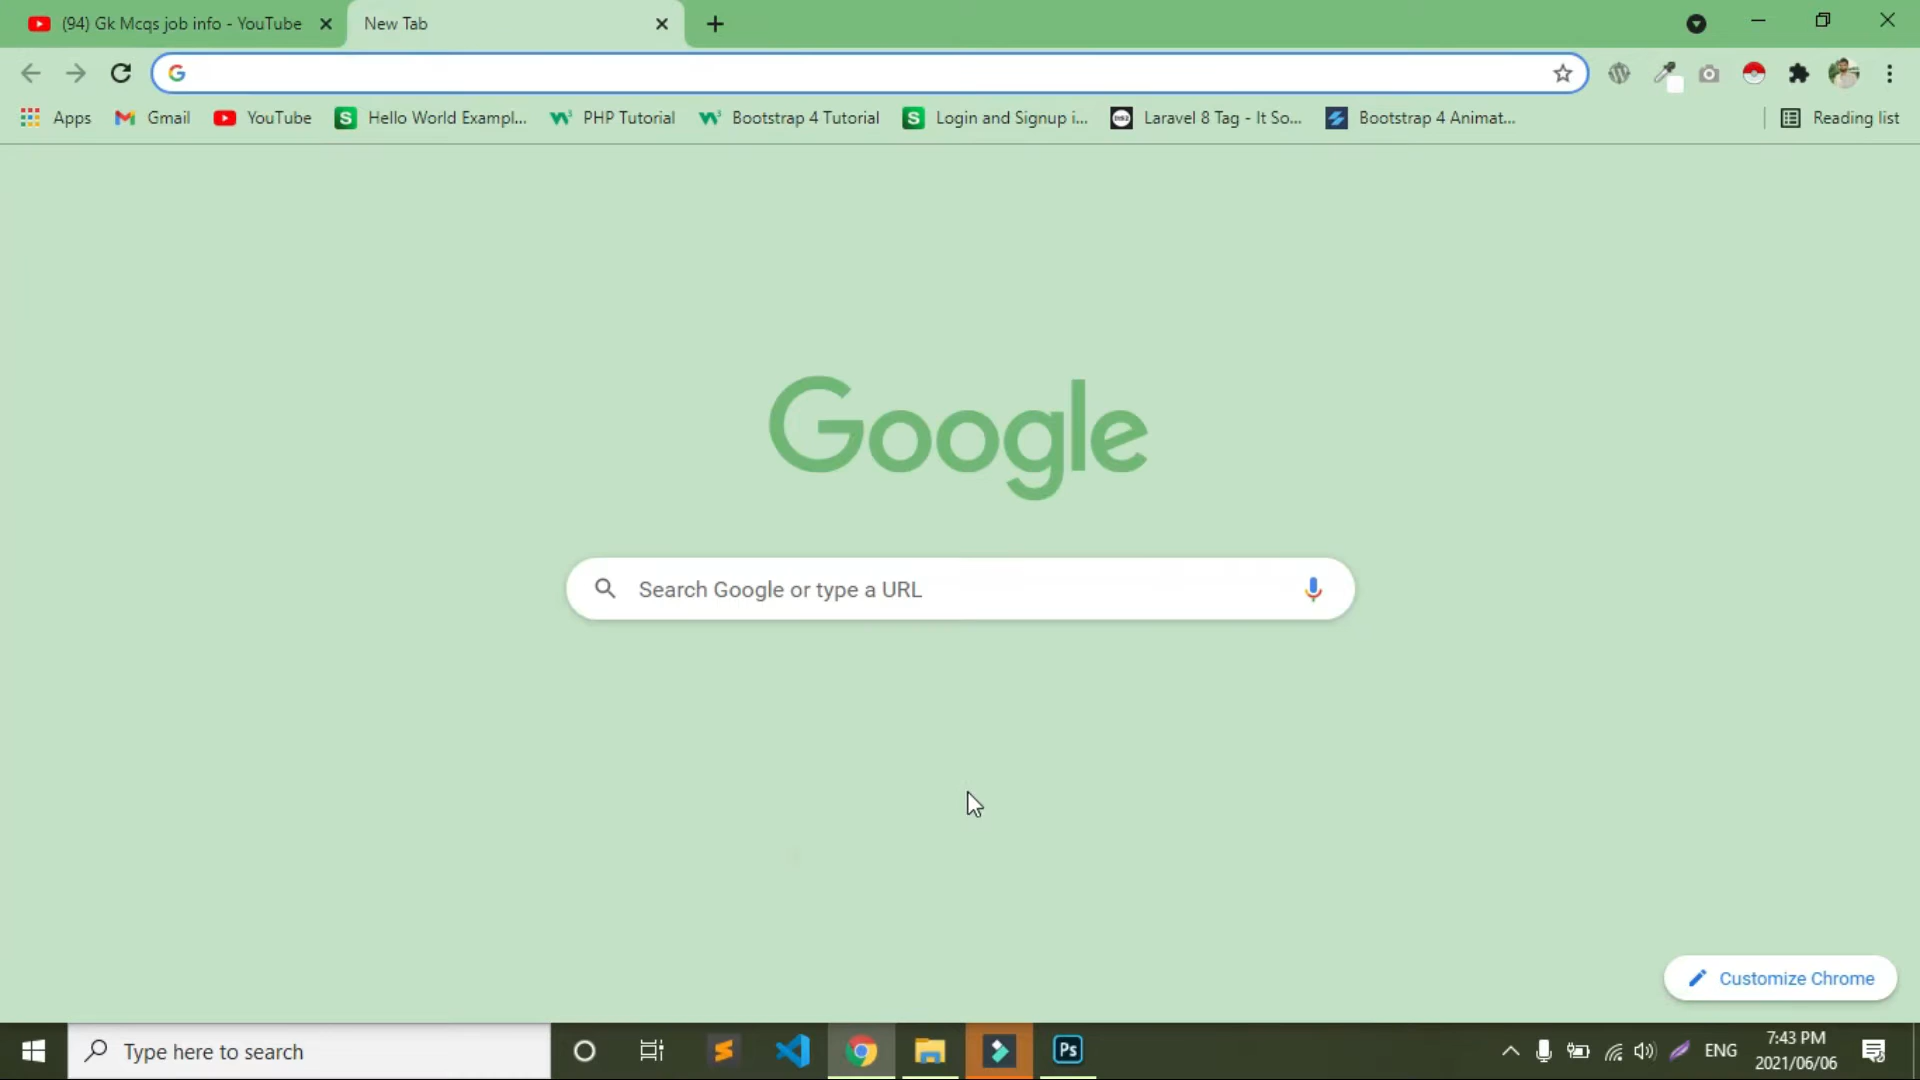 (94) Gk Mcqs job info - YouTube
New Tab
Apps
Gmail
YouTube
Hello World Exampl...
PHP Tutorial
Bootstrap 4 Tutorial
Login and Signup i...
Laravel 8 Tag - It So...
Bootstrap 4 Animat...
Reading list
Google
Search Google or type a URL
Customize Chrome
Type here to search
Ps
ENG
7:43 PM
2021/06/06